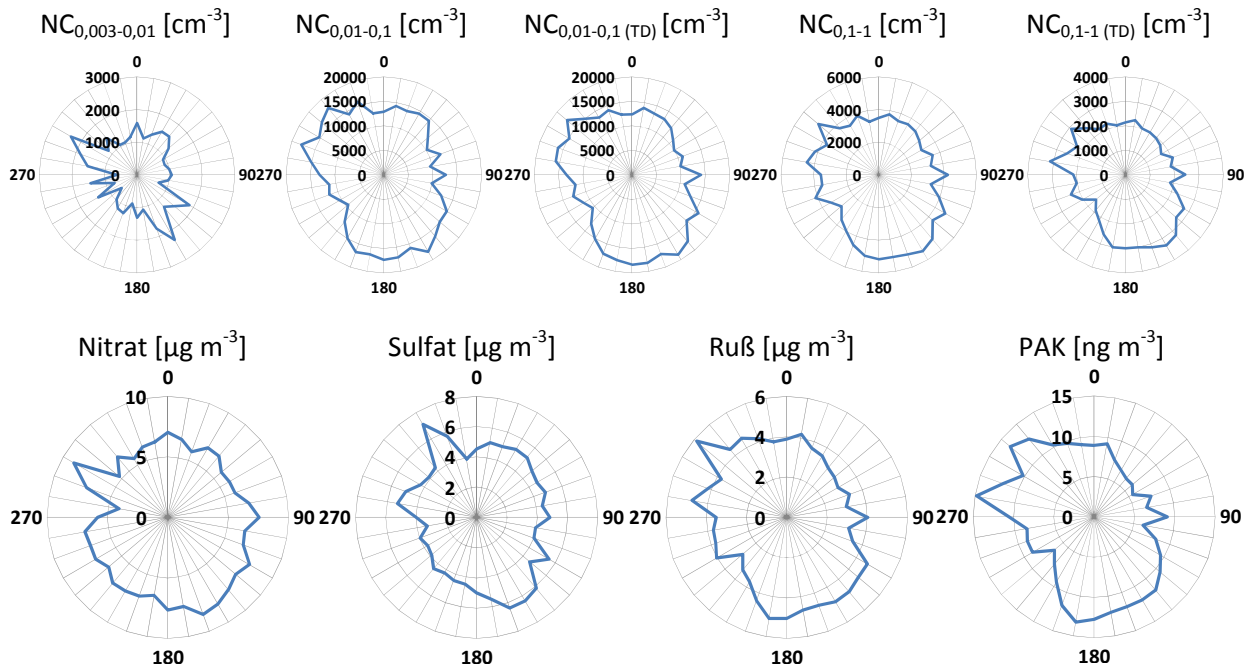 NC0,003-0,01 [cm-3] NC0,01-0,1 [cm-3] NC0,01-0,1 (TD) [cm-3] NC0,1-1 [cm-3] NC0,1-1 (TD) [cm-3]
0 0 0 0 0
3000 20000 20000 6000 4000
15000 15000 3000
2000 4000
10000 10000 2000
1000 2000
5000 5000 1000
270 0 90 270 0 90 270 0 90 270 0 90 270 0 90
180 180 180 180 180
Nitrat [µg m-3] Sulfat [µg m-3] Ruß [µg m-3] PAK [ng m-3]
0 0 0 0
10 8 6 15
6
4 10
5 4
2 5
2
270 0 90 270 0 90 270 0 90 270 0 90
180 180 180 180